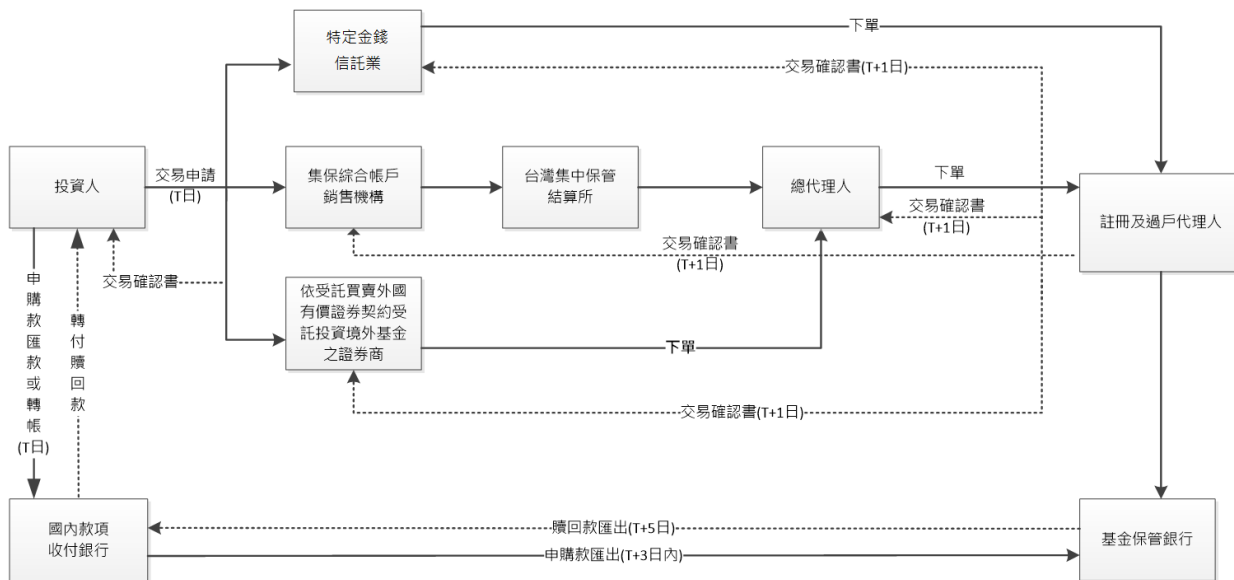 特定金錢
信託業
下單
交易確認書(T+1日)
投資人
交易申請
(T日)
集保綜合帳戶
銷售機構
台灣集中保管
結算所
總代理人
下單
交易確認書
(T+1日)
註冊及過戶代理人
交易確認書
(T+1日)
交易確認書
依受託買賣外國
有價證券契約受
託投資境外基金
之證券商
下單
交易確認書(T+1日)
申
購
款
匯
款
或
轉
帳
(T日)
轉
付
贖
回
款
國內款項
收付銀行
贖回款匯出(T+5日)
申購款匯出(T+3日內)
基金保管銀行